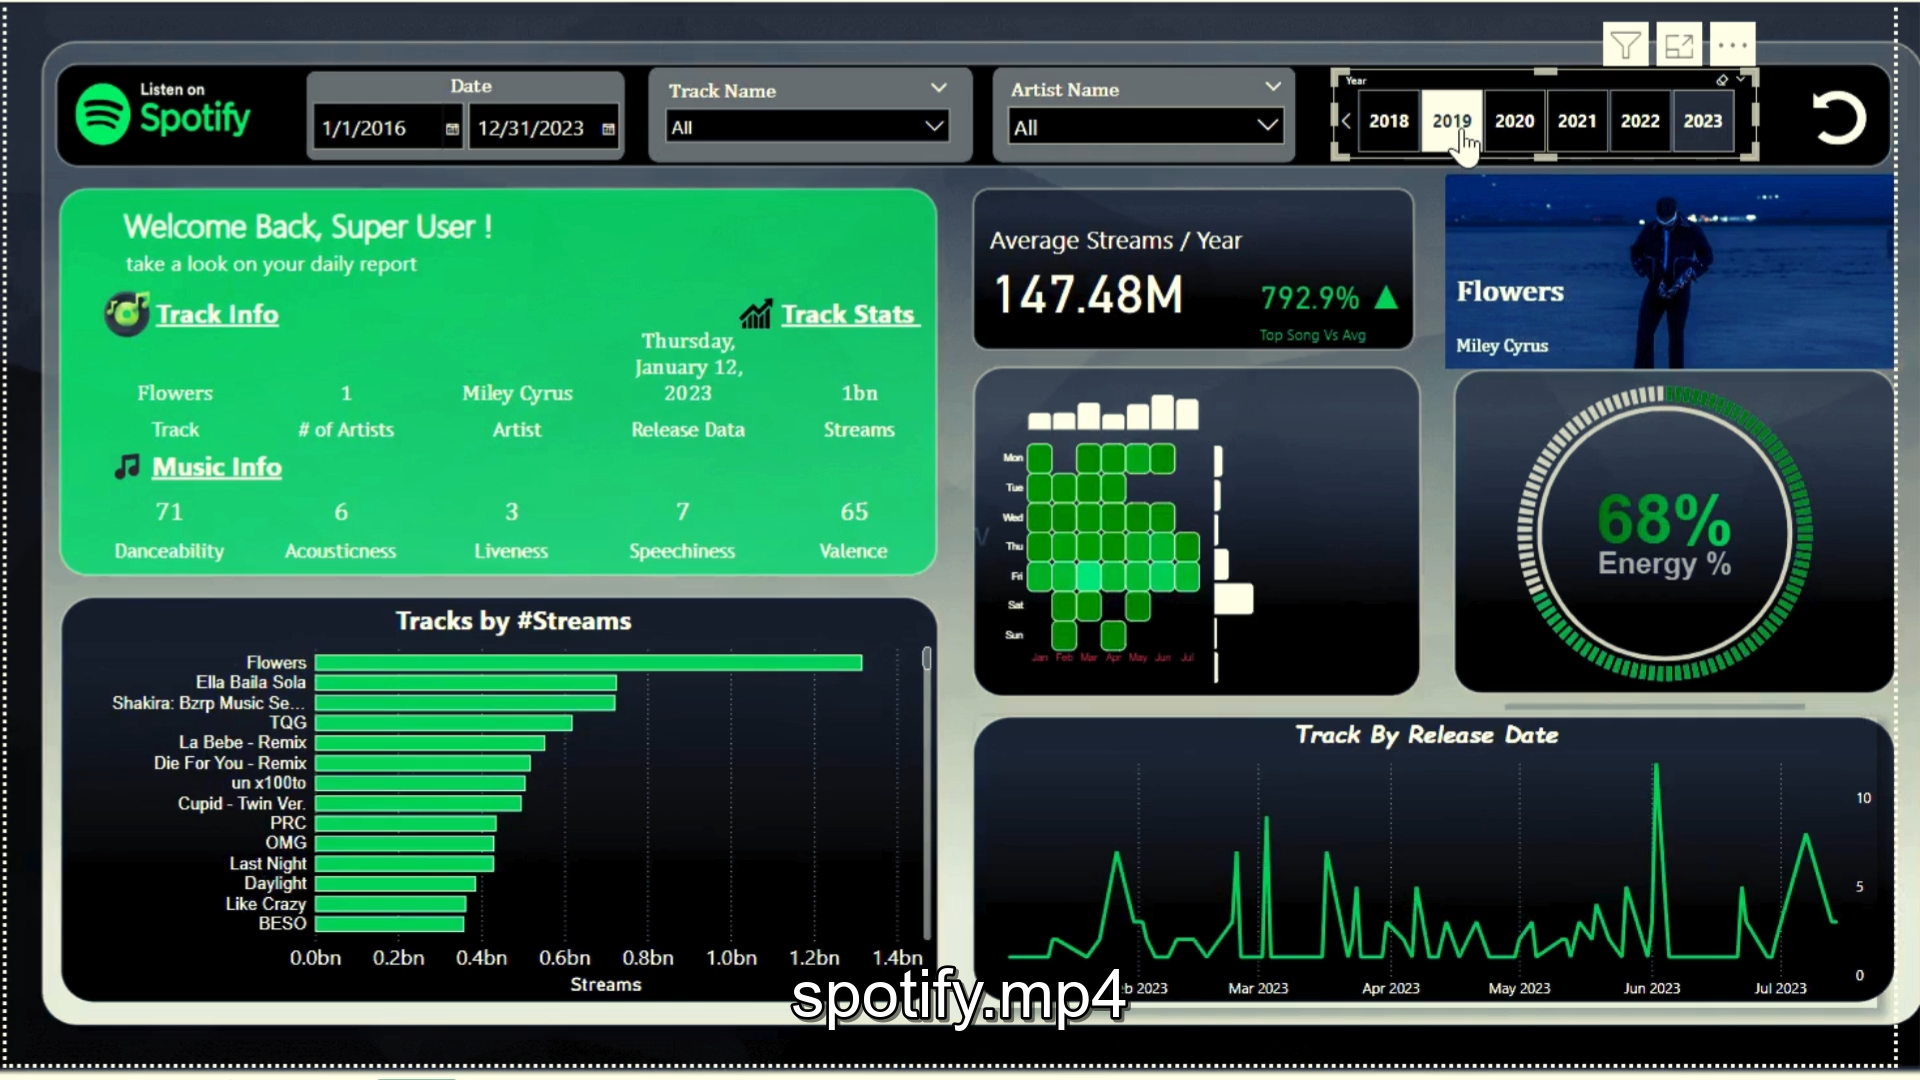 Listen on
Spotify
Date
1/1/2016
12/31/2023
Track Name
All
Artist Name
All
Year
2018
2019
2020
2021
2022
2023
Welcome Back, Super User !
take a look on your daily report
Track Info
Track Stats
Flowers
1
Miley Cyrus
Thursday,
January 12,
2023
1bn
Track
# of Artists
Artist
Release Data
Streams
Music Info
71
6
3
7
65
Danceability
Acousticness
Liveness
Speechiness
Valence
Average Streams / Year
147.48M
792.9%
Top Song Vs Avg
Flowers
Miley Cyrus
Mon
Tue
Wed
Thu
Fri
Sat
Sun
Jan Feb Mar Apr May Jun Jul
68%
Energy %
Tracks by #Streams
Flowers
Ella Baila Sola
Shakira: Bzrp Music Se...
TQG
La Bebe - Remix
Die For You - Remix
un x100to
Cupid - Twin Ver.
PRC
OMG
Last Night
Daylight
Like Crazy
BESO
0.0bn 0.2bn 0.4bn 0.6bn 0.8bn 1.0bn 1.2bn 1.4bn
Streams
Track By Release Date
10
5
0
eb 2023 Mar 2023 Apr 2023 May 2023 Jun 2023 Jul 2023
spotify.mp4